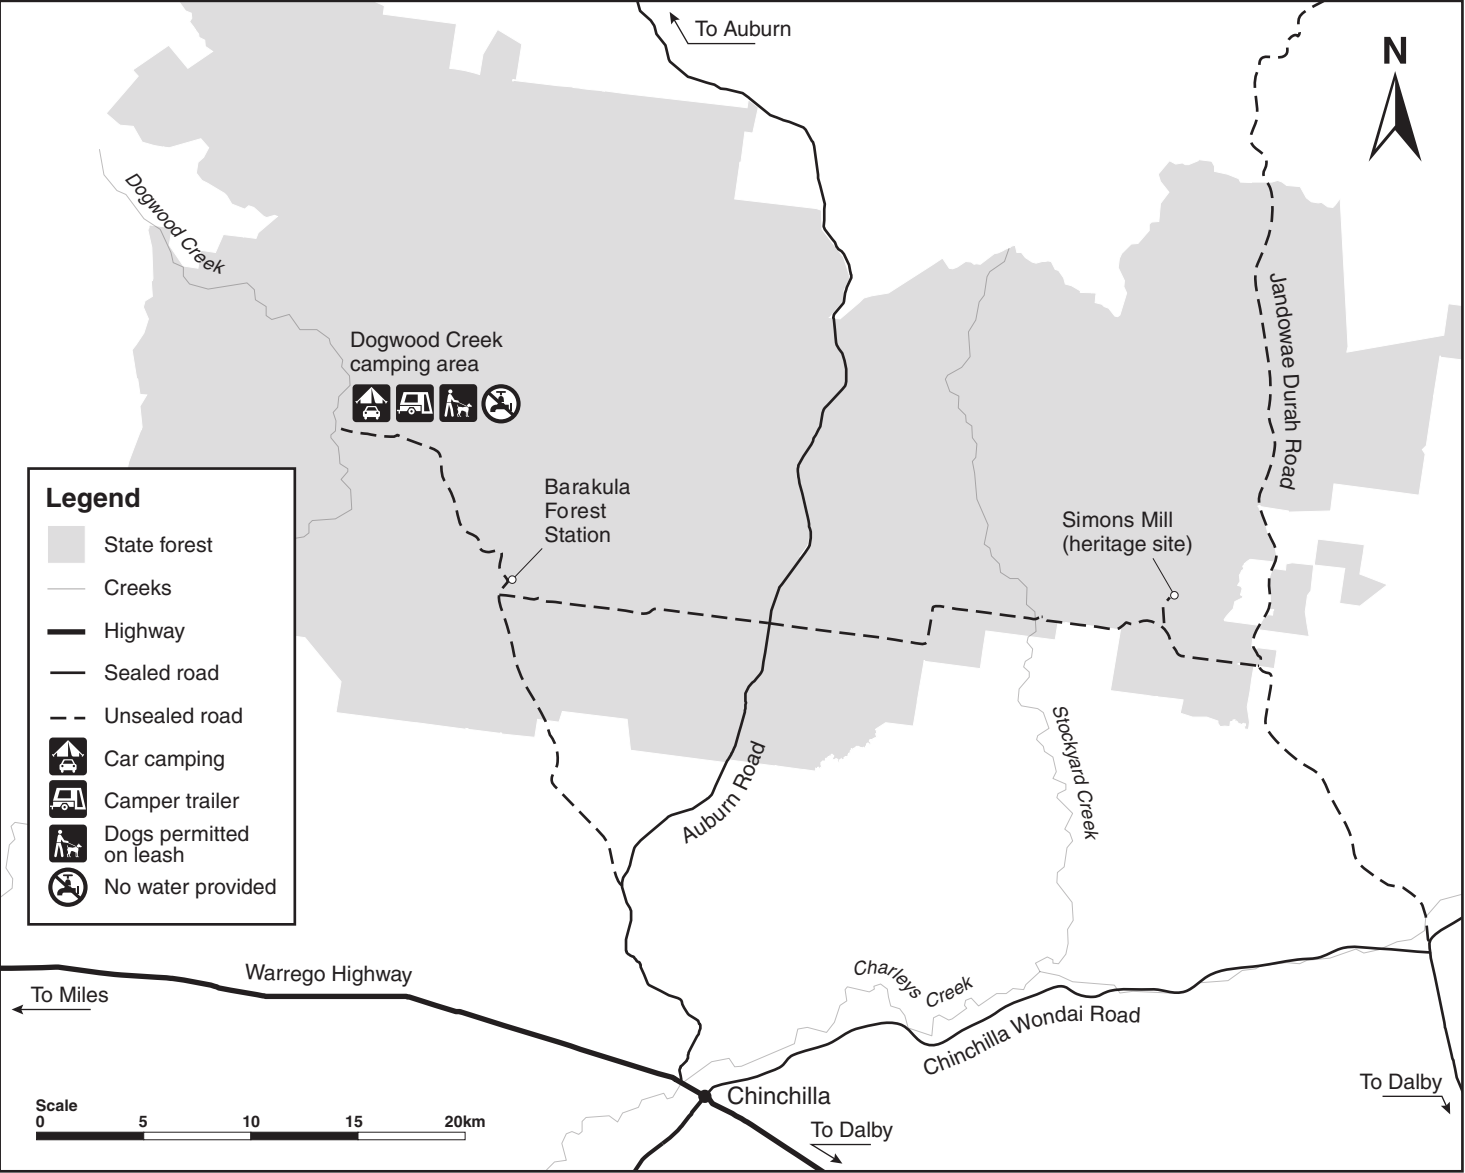 To Auburn
N
Dogwood Creek
Jandowae Durah Road
Dogwood Creek
camping area
Barakula
Forest
Station
Simons Mill
(heritage site)
Legend
State forest
Creeks
Highway
Sealed road
Unsealed road
Car camping
Camper trailer
Dogs permitted
on leash
No water provided
Auburn Road
Stockyard Creek
Warrego Highway
To Miles
Charleys Creek
Chinchilla Wondai Road
Chinchilla
To Dalby
To Dalby
Scale
0 5 10 15 20km